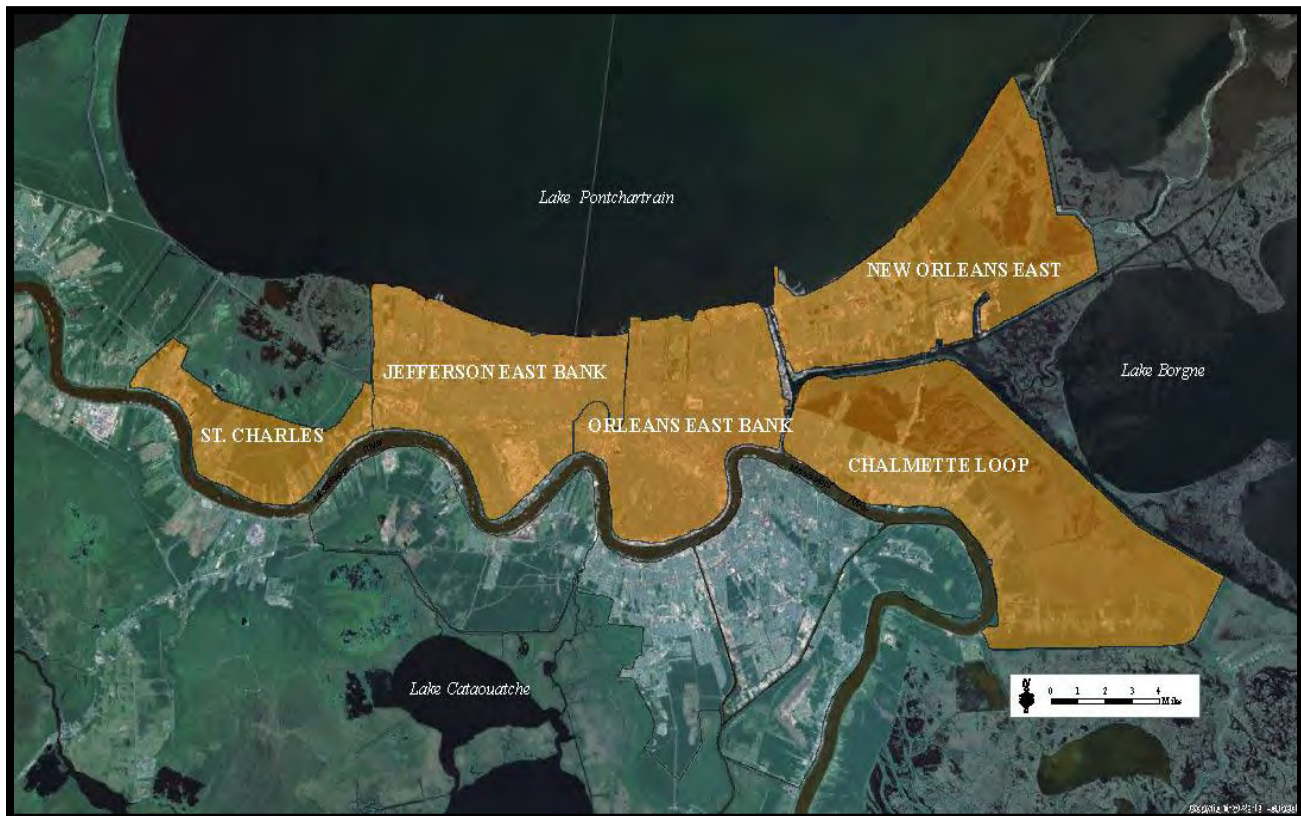 Lake Pontchartrain
NEW ORLEANS EAST
JEFFERSON EAST BANK
Lake Borgne
ST. CHARLES
ORLEANS EAST BANK
CHALMETTE LOOP
Lake Cataouatche
0 1 2 3 4
Miles